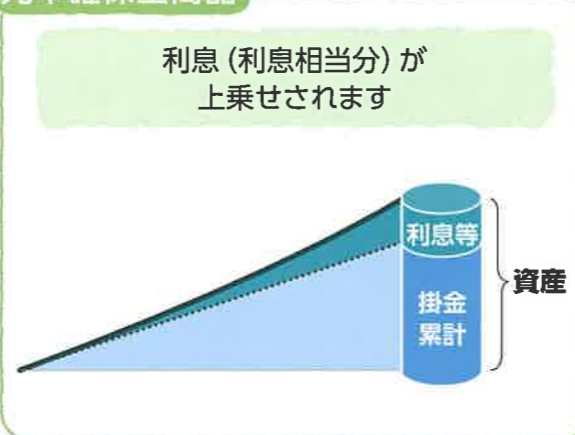 利息（利息相当分）が
上乗せされます
利息等
資産
掛金
累計